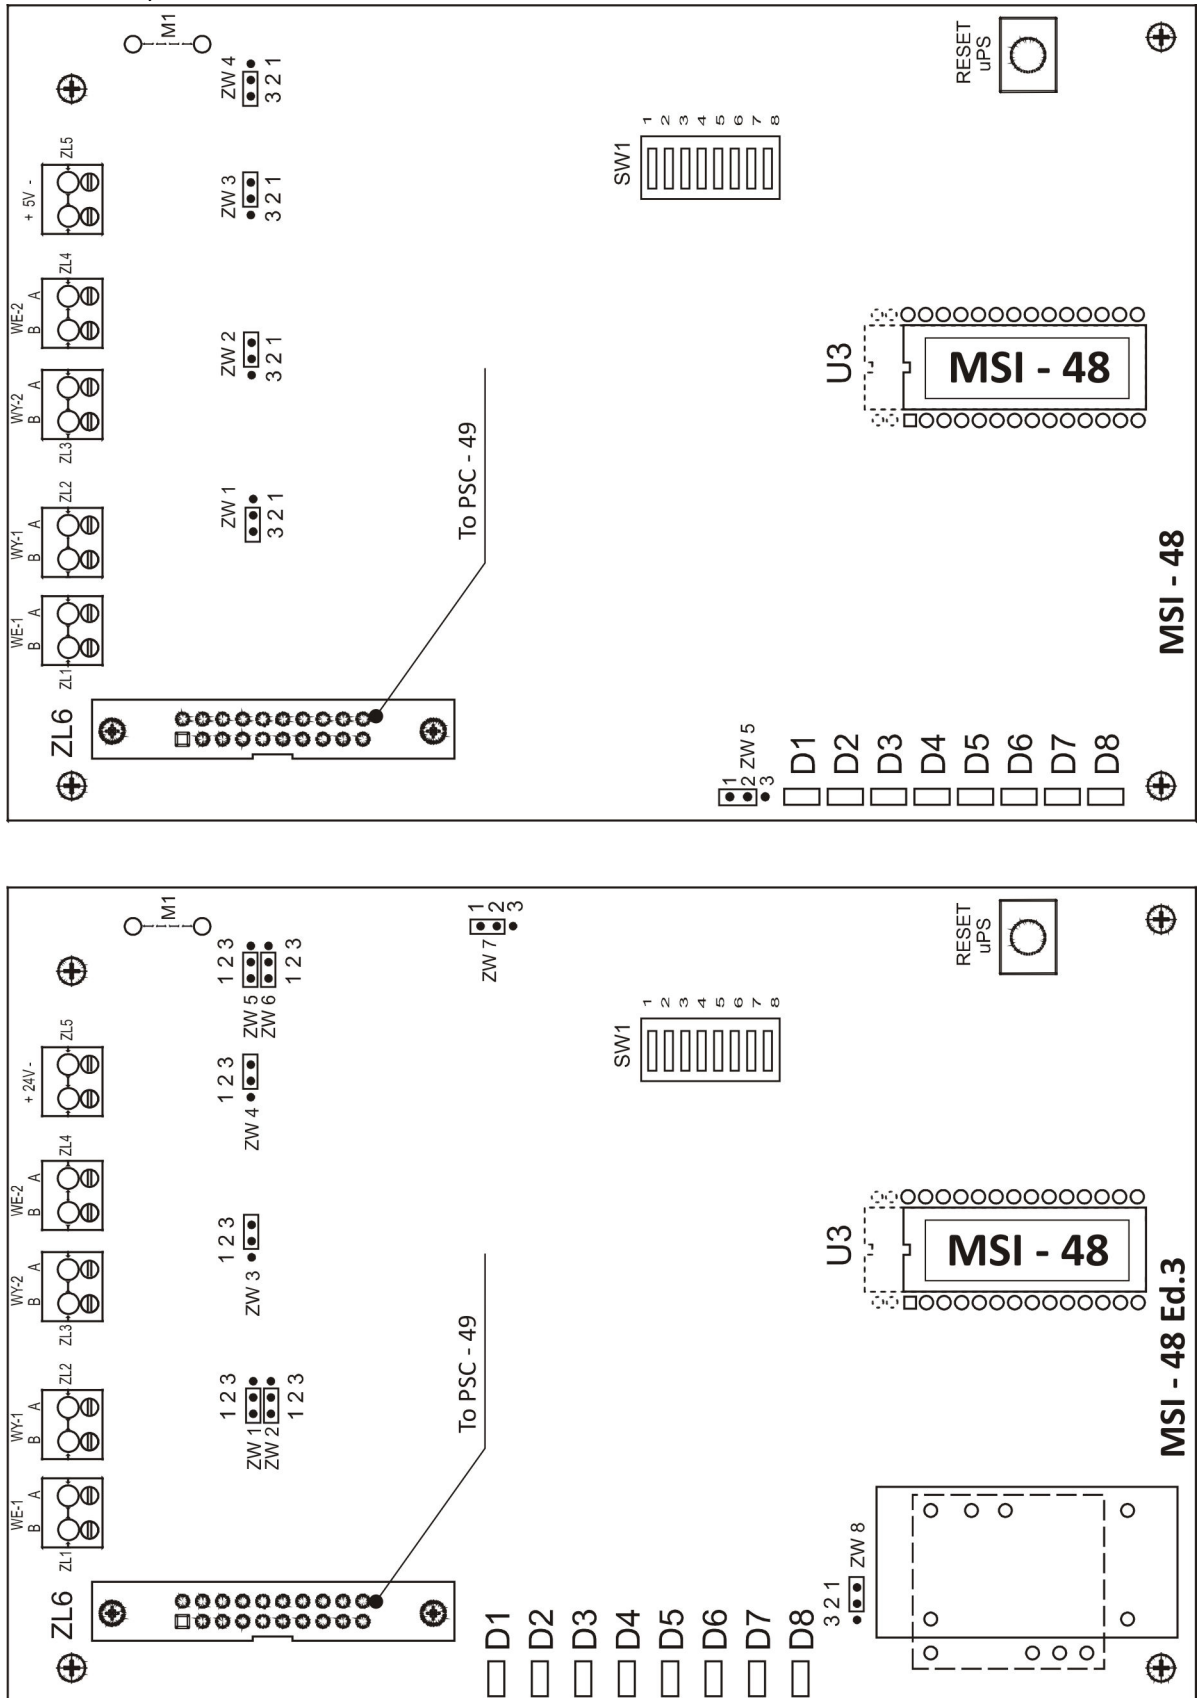 M1
ZW 4
3 2 1
RESET
uPS
ZL5
+ 5V -
ZW 3
3 2 1
SW1
1
2
3
4
5
6
7
8
ZL4
WE-2
B A
ZW 2
3 2 1
WY-2
B A
ZL3
U3
MSI - 48
ZL2
WY-1
B A
ZW 1
3 2 1
To PSC - 49
WE-1
B A
ZL1
ZL6
MSI - 48
1
2
3
ZW 5
D1
D2
D3
D4
D5
D6
D7
D8
M1
1
2
3
ZW 7
RESET
uPS
1 2 3
ZW 5
ZW 6
1 2 3
ZL5
+ 24V -
1 2 3
ZW 4
SW1
1
2
3
4
5
6
7
8
ZL4
WE-2
B A
1 2 3
ZW 3
WY-2
B A
ZL3
U3
MSI - 48
ZL2
WY-1
B A
1 2 3
ZW 1
ZW 2
1 2 3
To PSC - 49
MSI - 48 Ed.3
WE-1
B A
ZL1
ZL6
3 2 1
ZW 8
D1
D2
D3
D4
D5
D6
D7
D8